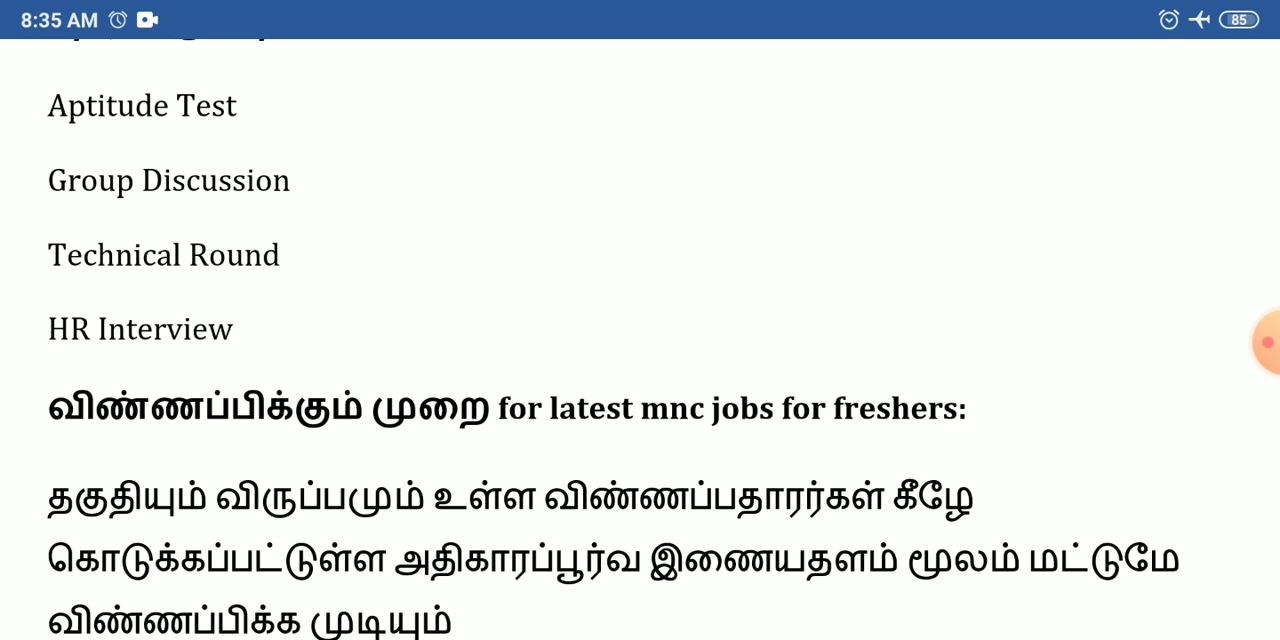 8:35 AM
85
Aptitude Test
Group Discussion
Technical Round
HR Interview
விண்ணப்பிக்கும் முறை for latest mnc jobs for freshers:
தகுதியும் விருப்பமும் உள்ள விண்ணப்பதாரர்கள் கீழே
கொடுக்கப்பட்டுள்ள அதிகாரப்பூர்வ இணையதளம் மூலம் மட்டுமே
விண்ணப்பிக்க முடியும்